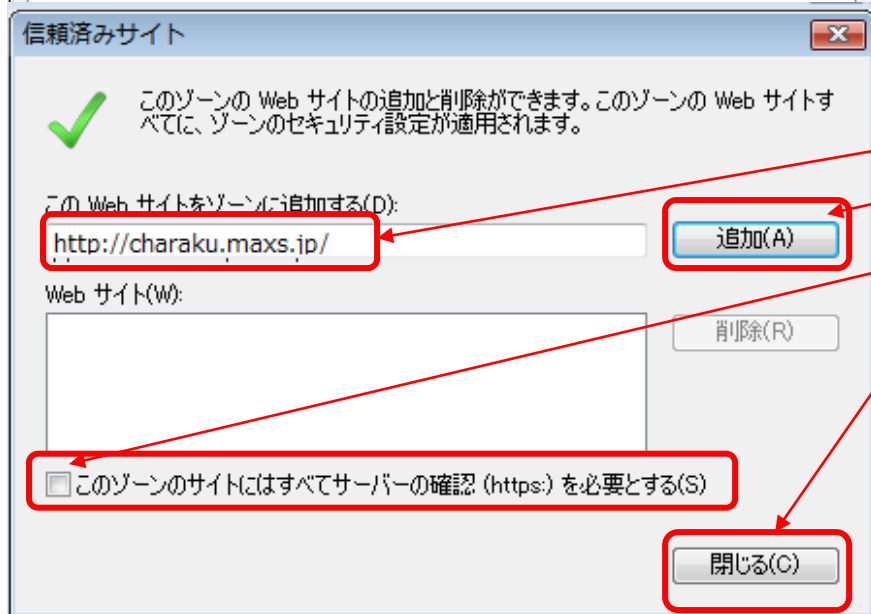 信頼済みサイト
このゾーンの Web サイトの追加と削除ができます。このゾーンの Web サイトす
べてに、ゾーンのセキュリティ設定が適用されます。
この Web サイトをゾーンに追加する(D):
http://charaku.maxs.jp/
追加(A)
Web サイト(W):
削除(R)
このゾーンのサイトにはすべてサーバーの確認 (https:) を必要とする(S)
閉じる(C)